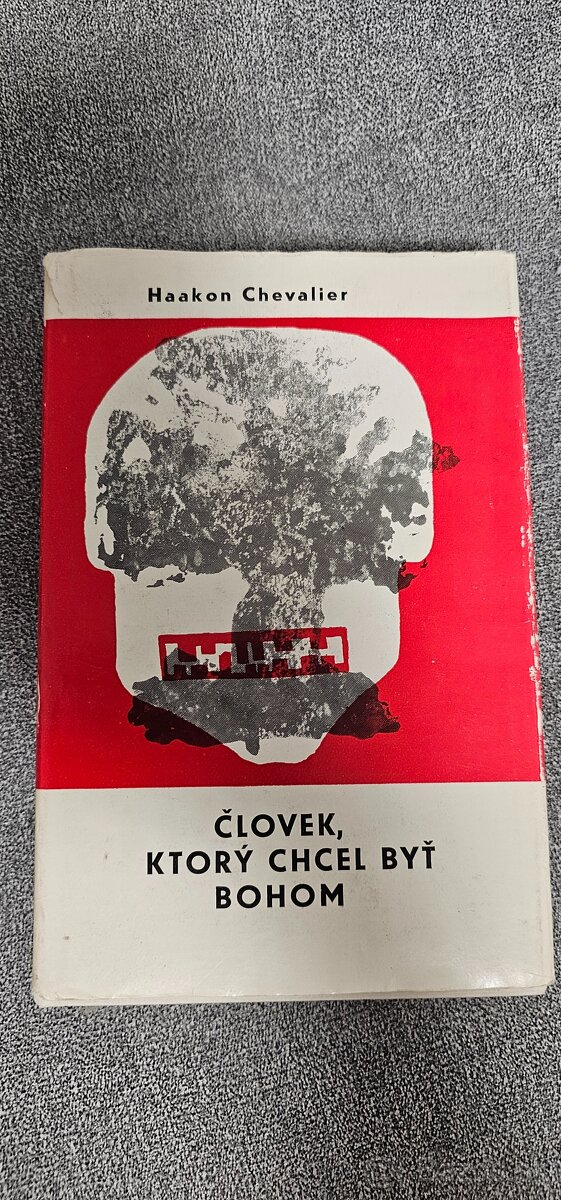 Haakon Chevalier
ČLOVEK,
KTORÝ CHCEL BYŤ
BOHOM